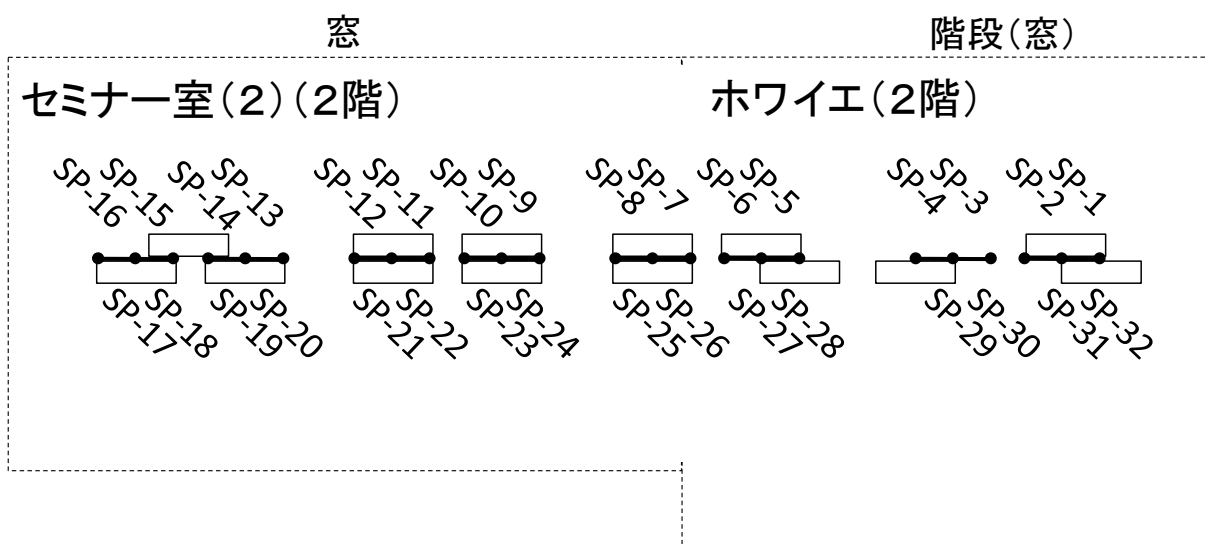 窓
階段(窓)
セミナー室(2)(2階)
ホワイエ(2階)
SP-16
SP-15
SP-14
SP-13
SP-12
SP-11
SP-10
SP-9
SP-8
SP-7
SP-6
SP-5
SP-4
SP-3
SP-2
SP-1
SP-17
SP-18
SP-19
SP-20
SP-21
SP-22
SP-23
SP-24
SP-25
SP-26
SP-27
SP-28
SP-29
SP-30
SP-31
SP-32